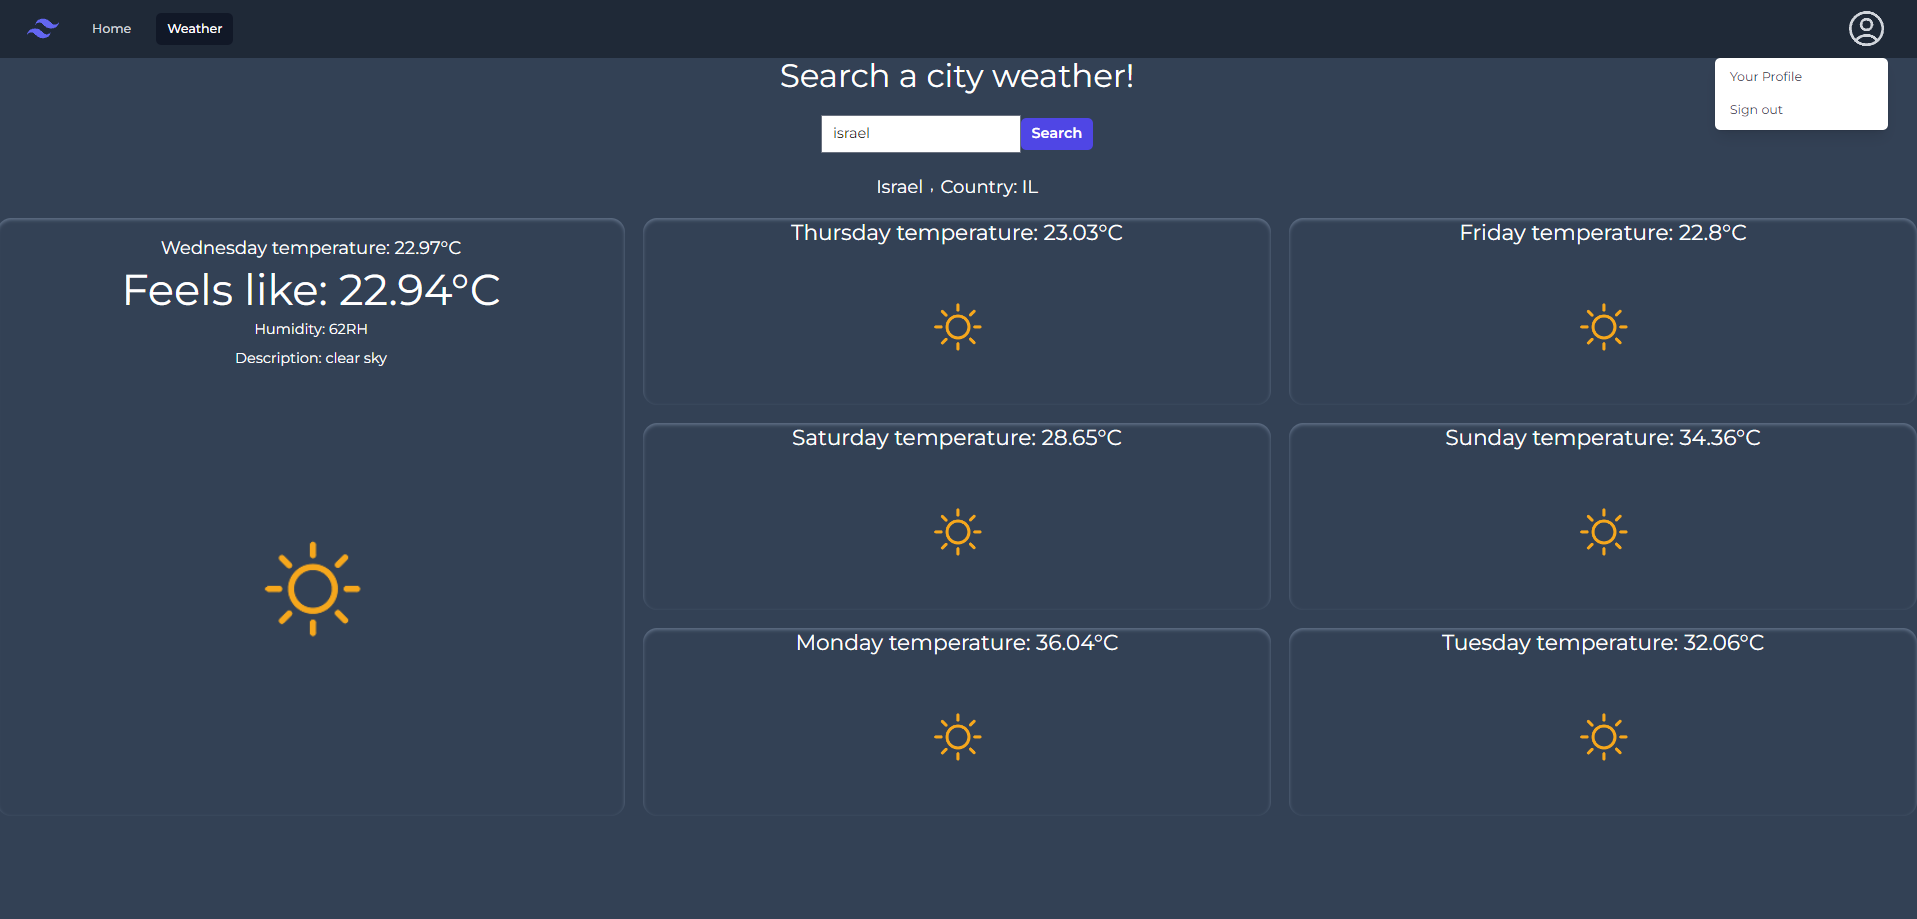 Home
Weather
Your Profile
Sign out
Search a city weather!
israel
Search
Israel , Country: IL
Wednesday temperature: 22.97°C
Feels like: 22.94°C
Humidity: 62RH
Description: clear sky
Thursday temperature: 23.03°C
Friday temperature: 22.8°C
Saturday temperature: 28.65°C
Sunday temperature: 34.36°C
Monday temperature: 36.04°C
Tuesday temperature: 32.06°C